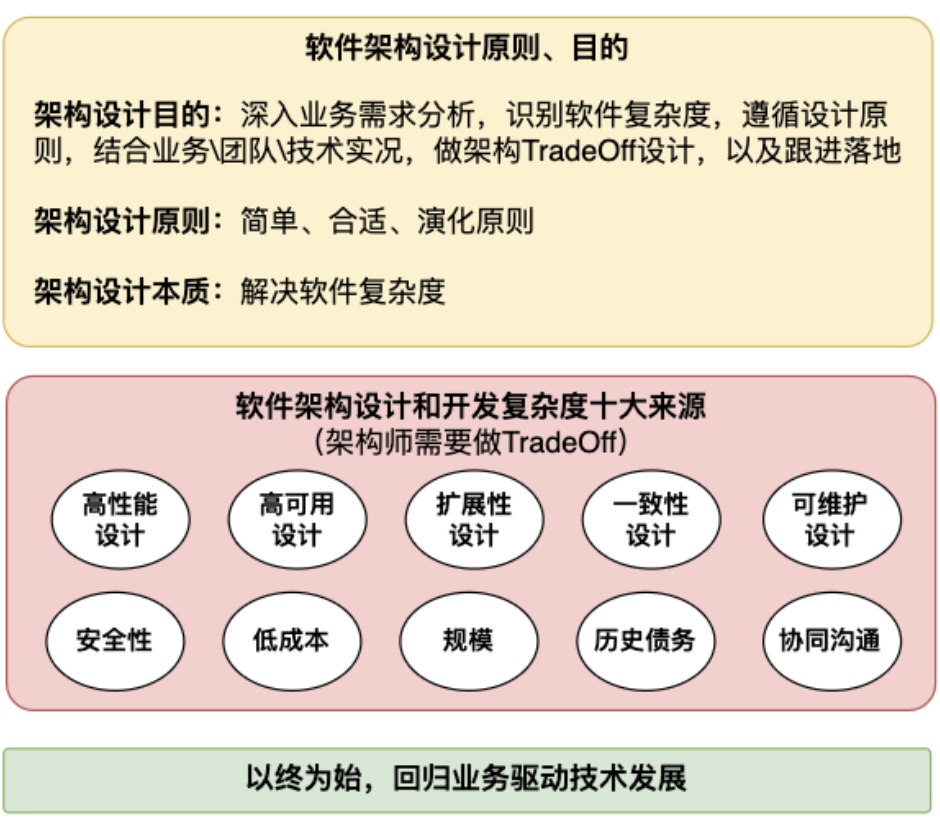 软件架构设计原则、目的
架构设计目的：深入业务需求分析，识别软件复杂度，遵循设计原
则，结合业务\团队\技术实况，做架构TradeOff设计，以及跟进落地
架构设计原则：简单、合适、演化原则
架构设计本质：解决软件复杂度
软件架构设计和开发复杂度十大来源
（架构师需要做TradeOff）
高性能
设计
高可用
设计
扩展性
设计
一致性
设计
可维护
设计
安全性
低成本
规模
历史债务
协同沟通
以终为始，回归业务驱动技术发展